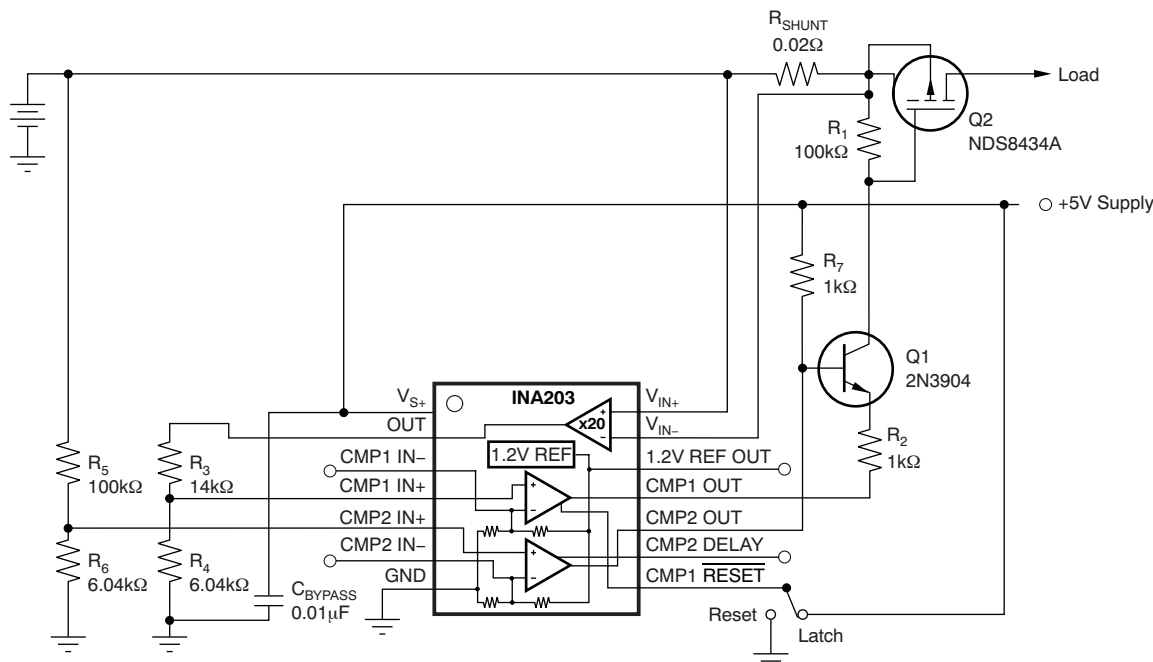 R_SHUNT
0.02Ω
Load
Q2
NDS8434A
R1
100kΩ
+5V Supply
R7
1kΩ
Q1
2N3904
R2
1kΩ
INA203
VS+
OUT
CMP1 IN−
CMP1 IN+
CMP2 IN+
CMP2 IN−
GND
x20
+
−
1.2V REF
+
−
+
−
VIN+
VIN−
1.2V REF OUT
CMP1 OUT
CMP2 OUT
CMP2 DELAY
CMP1 RESET
R5
100kΩ
R3
14kΩ
R6
6.04kΩ
R4
6.04kΩ
CBYPASS
0.01μF
Reset
Latch